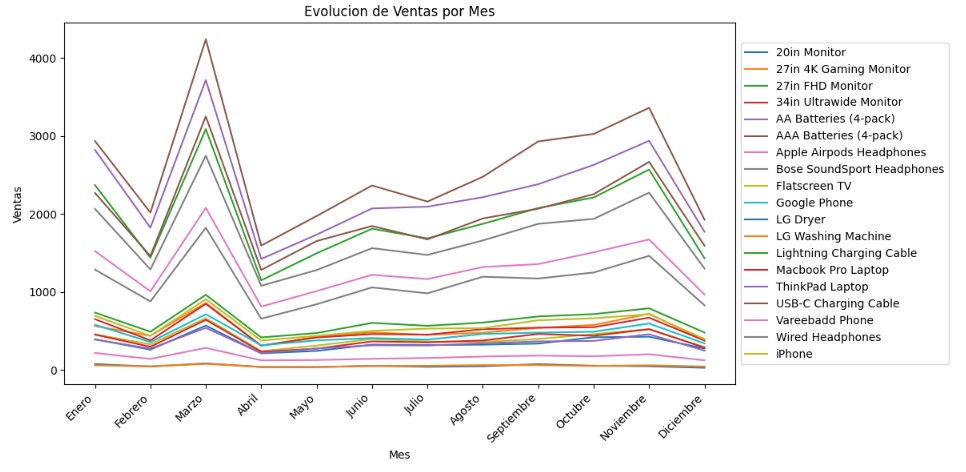 Evolucion de Ventas por Mes
Ventas
4000
3000
2000
1000
0
Enero
Febrero
Marzo
Abril
Mayo
Junio
Julio
Agosto
Septiembre
Octubre
Noviembre
Diciembre
Mes
20in Monitor
27in 4K Gaming Monitor
27in FHD Monitor
34in Ultrawide Monitor
AA Batteries (4-pack)
AAA Batteries (4-pack)
Apple Airpods Headphones
Bose SoundSport Headphones
Flatscreen TV
Google Phone
LG Dryer
LG Washing Machine
Lightning Charging Cable
Macbook Pro Laptop
ThinkPad Laptop
USB-C Charging Cable
Vareebadd Phone
Wired Headphones
iPhone